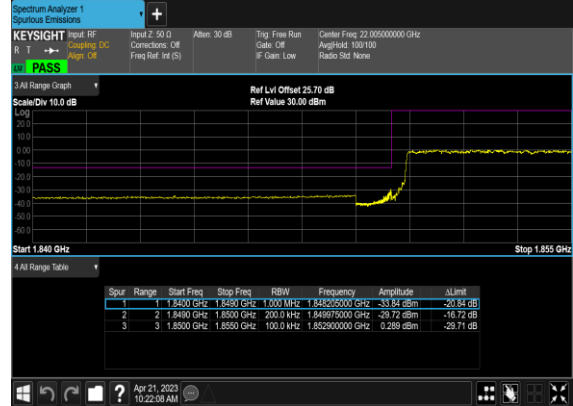 Spectrum Analyzer 1
Spurious Emissions
+
KEYSIGHT Input: RF Input Z: 50 Ω Atten: 30 dB Trig: Free Run Center Freq: 22.005000000 GHz
R T Coupling: DC Corrections: Off Gate: Off Avg|Hold: 100/100
Align: Off Freq Ref: Int (S) IF Gain: Low Radio Std: None
PASS
3 All Range Graph
Ref Lvl Offset 25.70 dB
Scale/Div 10.0 dB Ref Value 30.00 dBm
Log
20.0
10.0
0.00
-10.0
-20.0
-30.0
-40.0
-50.0
-60.0
Start 1.840 GHz Stop 1.855 GHz
4 All Range Table
Spur Range Start Freq Stop Freq RBW Frequency Amplitude ΔLimit
1 1 1.8400 GHz 1.8490 GHz 1.000 MHz 1.848205000 GHz -33.84 dBm -20.84 dB
2 2 1.8490 GHz 1.8500 GHz 200.0 kHz 1.849975000 GHz -29.72 dBm -16.72 dB
3 3 1.8500 GHz 1.8550 GHz 100.0 kHz 1.852900000 GHz 0.289 dBm -29.71 dB
? Apr 21, 2023
10:22:08 AM